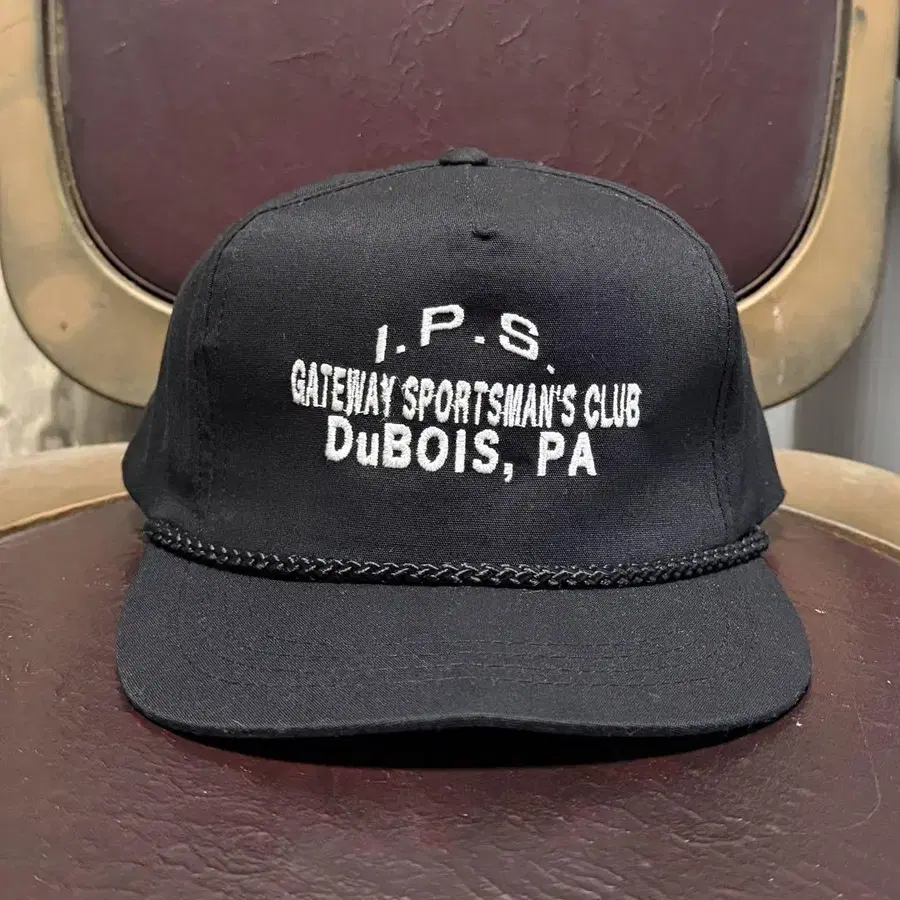 I.P.S.
GATEWAY SPORTSMAN'S CLUB
DuBOIS, PA